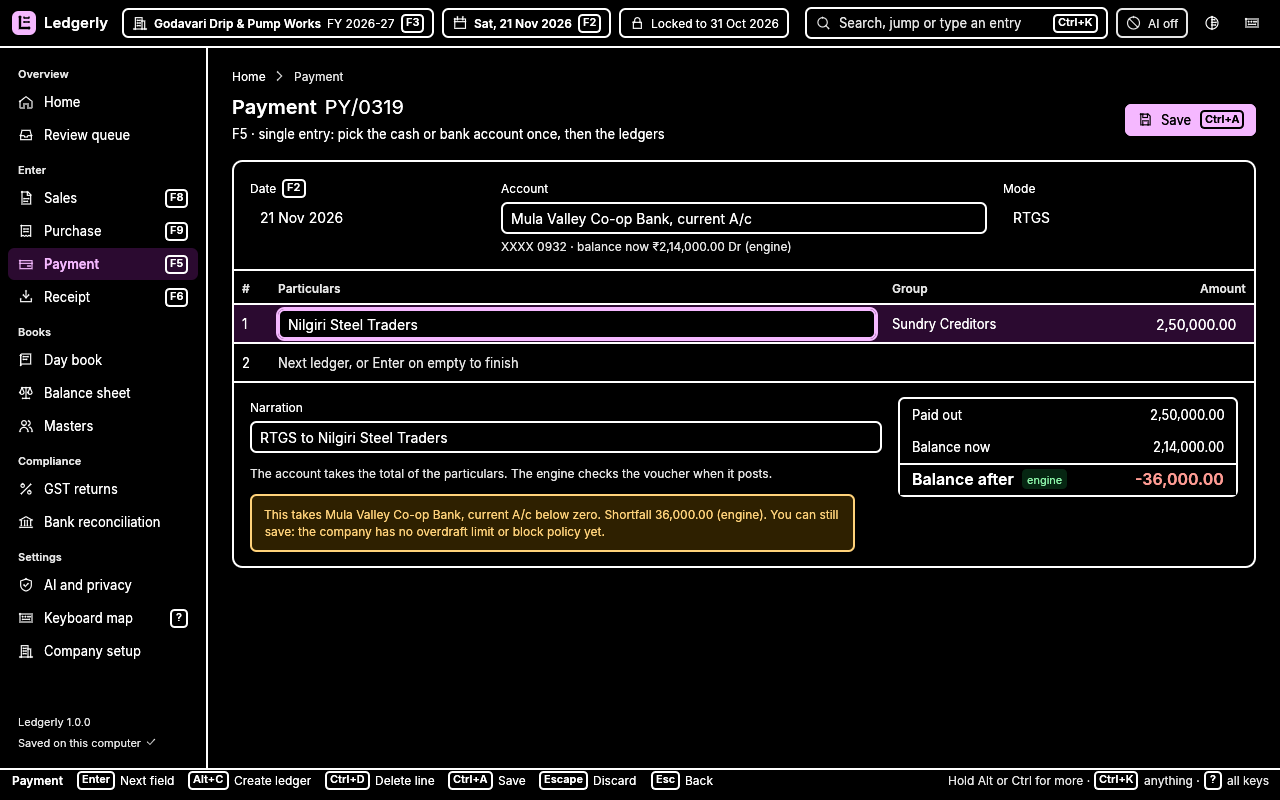 Ledgerly
Godavari Drip & Pump Works FY 2026-27 F3
Sat, 21 Nov 2026 F2
Locked to 31 Oct 2026
Search, jump or type an entry Ctrl+K
AI off
Overview
Home
Review queue
Enter
Sales F8
Purchase F9
Payment F5
Receipt F6
Books
Day book
Balance sheet
Masters
Compliance
GST returns
Bank reconciliation
Settings
AI and privacy
Keyboard map ?
Company setup
Ledgerly 1.0.0
Saved on this computer
Home Payment
Payment PY/0319
F5 · single entry: pick the cash or bank account once, then the ledgers
Save Ctrl+A
Date F2
21 Nov 2026
Account
Mula Valley Co-op Bank, current A/c
XXXX 0932 · balance now ₹2,14,000.00 Dr (engine)
Mode
RTGS
# Particulars Group Amount
1 Nilgiri Steel Traders Sundry Creditors 2,50,000.00
2 Next ledger, or Enter on empty to finish
Narration
RTGS to Nilgiri Steel Traders
The account takes the total of the particulars. The engine checks the voucher when it posts.
This takes Mula Valley Co-op Bank, current A/c below zero. Shortfall 36,000.00 (engine). You can still
save: the company has no overdraft limit or block policy yet.
Paid out 2,50,000.00
Balance now 2,14,000.00
Balance after engine -36,000.00
Payment Enter Next field Alt+C Create ledger Ctrl+D Delete line Ctrl+A Save Escape Discard Esc Back
Hold Alt or Ctrl for more · Ctrl+K anything · ? all keys